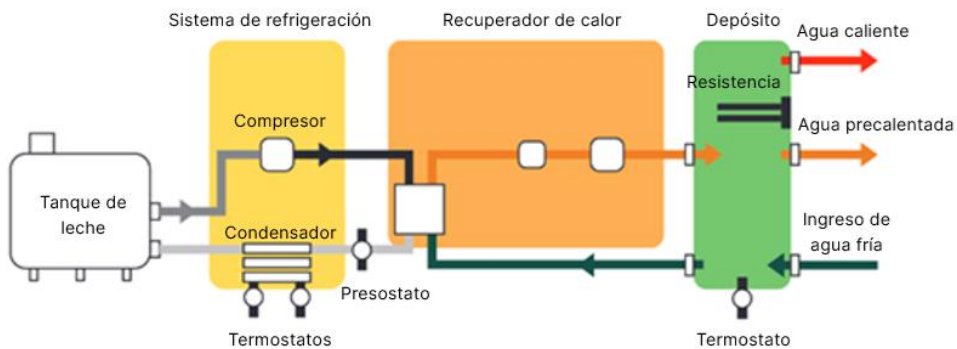 Sistema de refrigeración
Recuperador de calor
Depósito
Agua caliente
Resistencia
Compresor
Agua precalentada
Tanque de
leche
Condensador
Ingreso de
agua fría
Presostato
Termostatos
Termostato